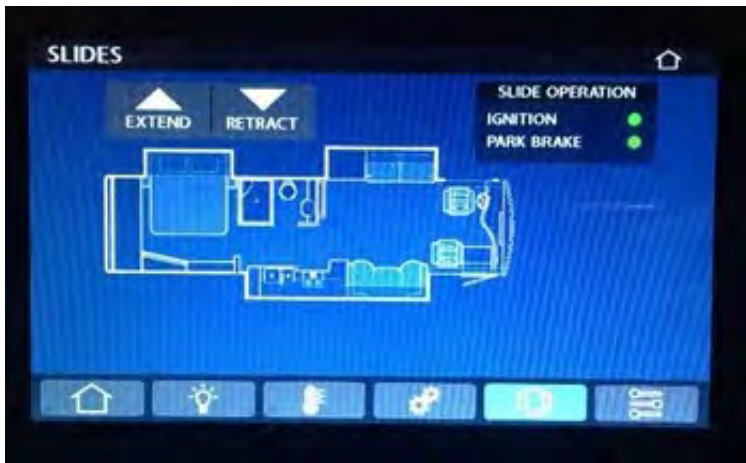 SLIDES
EXTEND
RETRACT
SLIDE OPERATION
IGNITION
PARK BRAKE